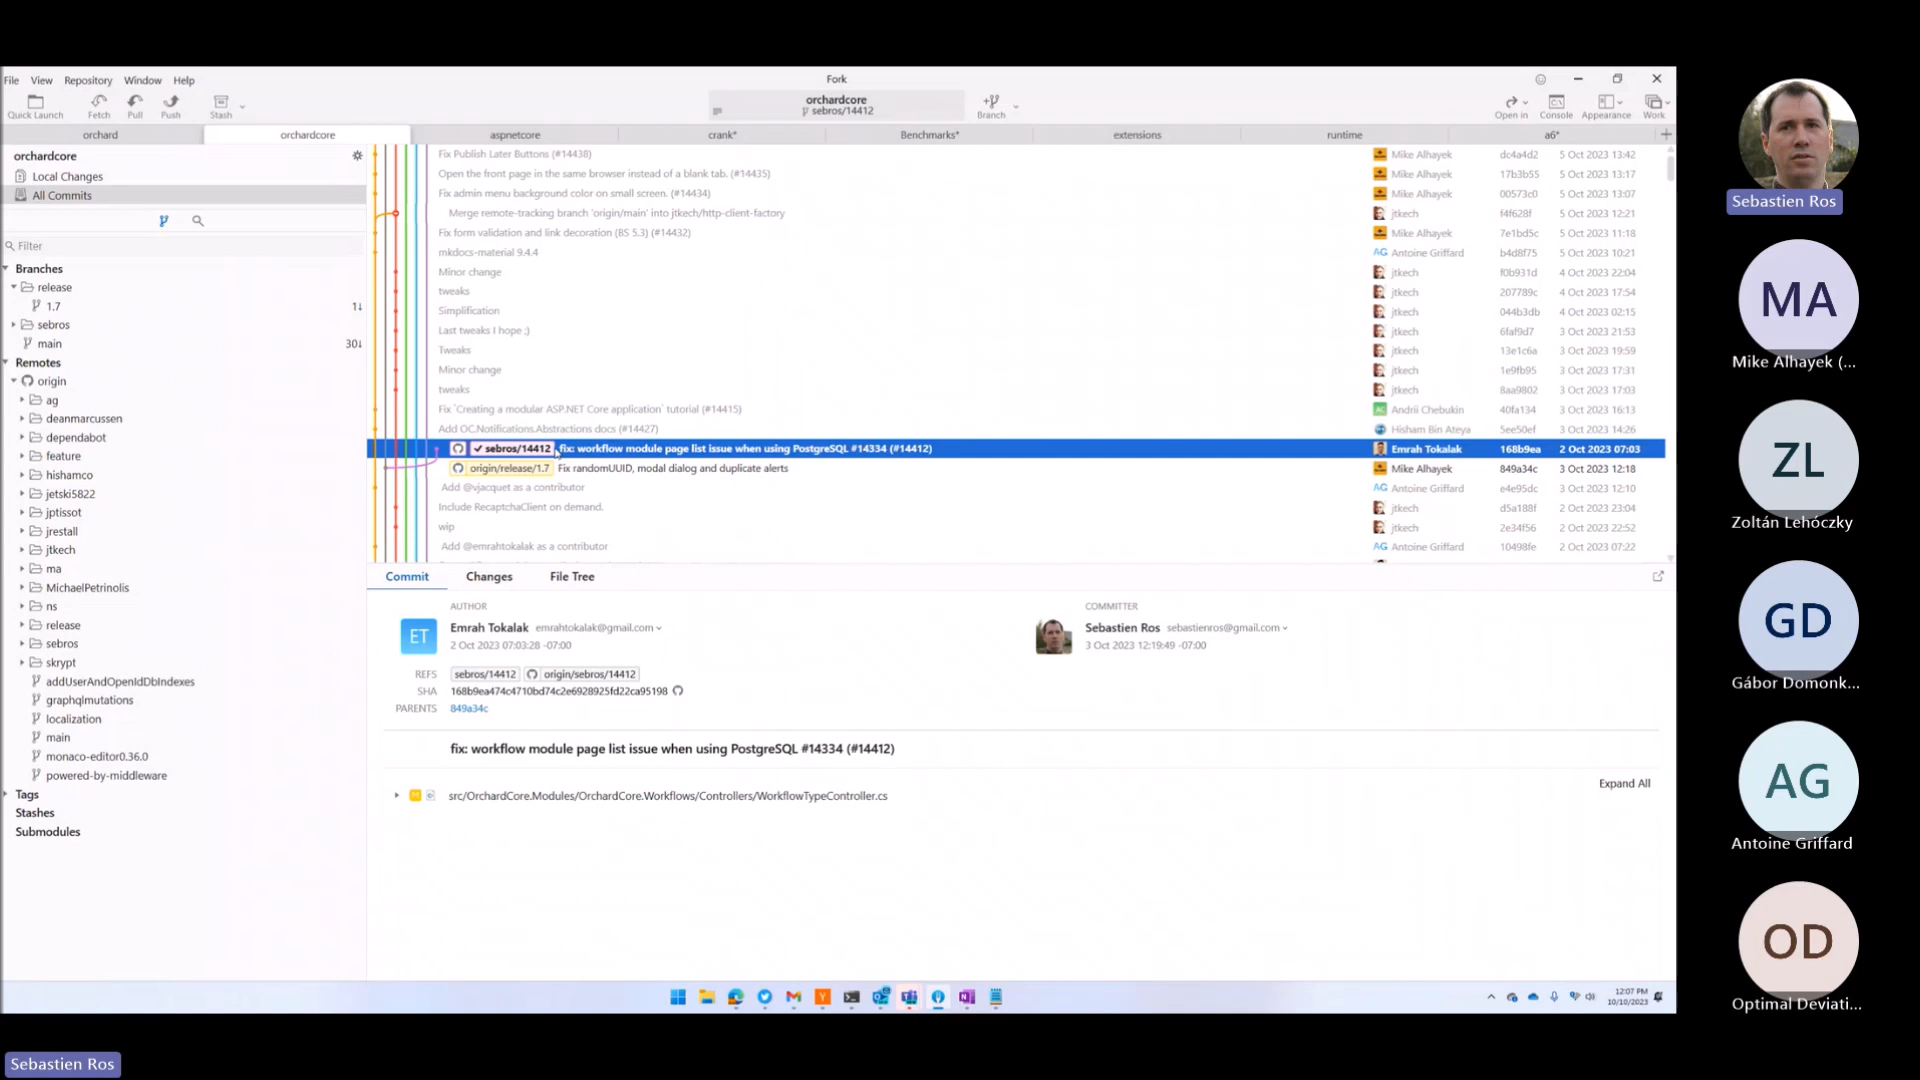 File View Repository Window Help
Fork
Quick Launch Fetch Pull Push Stash
orchardcore
sebros/14412
Branch
Open in Console Appearance Work
orchard orchardcore aspnetcore crank* Benchmarks* extensions runtime a6*
orchardcore
Local Changes
All Commits
Filter
Branches
release
1.7 1↓
sebros
main 30↓
Remotes
origin
ag
deanmarcussen
dependabot
feature
hishamco
jetski5822
jptissot
jrestall
jtkech
ma
MichaelPetrinolis
ns
release
sebros
skrypt
addUserAndOpenIdDbIndexes
graphqlmutations
localization
main
monaco-editor0.36.0
powered-by-middleware
Tags
Stashes
Submodules
Fix Publish Later Buttons (#14438) Mike Alhayek dc4a4d2 5 Oct 2023 13:42
Open the front page in the same browser instead of a blank tab. (#14435) Mike Alhayek 17b3b55 5 Oct 2023 13:17
Fix admin menu background color on small screen. (#14434) Mike Alhayek 00573c0 5 Oct 2023 13:07
Merge remote-tracking branch 'origin/main' into jtkech/http-client-factory jtkech f4f628f 5 Oct 2023 12:21
Fix form validation and link decoration (BS 5.3) (#14432) Mike Alhayek 7e1bd5c 5 Oct 2023 11:18
mkdocs-material 9.4.4 AG Antoine Griffard b4d8f75 5 Oct 2023 10:21
Minor change jtkech f0b931d 4 Oct 2023 22:04
tweaks jtkech 207789c 4 Oct 2023 17:54
Simplification jtkech 044b3db 4 Oct 2023 02:15
Last tweaks I hope ;) jtkech 6faf9d7 3 Oct 2023 21:53
Tweaks jtkech 13e1c6a 3 Oct 2023 19:59
Minor change jtkech 1e9fb95 3 Oct 2023 17:31
tweaks jtkech 8aa9802 3 Oct 2023 17:03
Fix `Creating a modular ASP.NET Core application` tutorial (#14415) AC Andrii Chebukin 40fa134 3 Oct 2023 16:13
Add OC.Notifications.Abstractions docs (#14427) Hisham Bin Ateya 5ee50ef 3 Oct 2023 14:26
✓ sebros/14412 fix: workflow module page list issue when using PostgreSQL #14334 (#14412) Emrah Tokalak 168b9ea 2 Oct 2023 07:03
origin/release/1.7 Fix randomUUID, modal dialog and duplicate alerts Mike Alhayek 849a34c 3 Oct 2023 12:18
Add @vjacquet as a contributor AG Antoine Griffard e4e95dc 3 Oct 2023 12:10
Include RecaptchaClient on demand. jtkech d5a188f 2 Oct 2023 23:04
wip jtkech 2e34f56 2 Oct 2023 22:52
Add @emrahtokalak as a contributor AG Antoine Griffard 10498fe 2 Oct 2023 07:22
Commit Changes File Tree
AUTHOR
ET
Emrah Tokalak emrahtokalak@gmail.com
2 Oct 2023 07:03:28 -07:00
COMMITTER
Sebastien Ros sebastienros@gmail.com
3 Oct 2023 12:19:49 -07:00
REFS sebros/14412 origin/sebros/14412
SHA 168b9ea474c4710bd74c2e6928925fd22ca95198
PARENTS 849a34c
fix: workflow module page list issue when using PostgreSQL #14334 (#14412)
Expand All
src/OrchardCore.Modules/OrchardCore.Workflows/Controllers/WorkflowTypeController.cs
12:07 PM
10/10/2023
Sebastien Ros
MA
Mike Alhayek (...
ZL
Zoltán Lehóczky
GD
Gábor Domonk...
AG
Antoine Griffard
OD
Optimal Deviati...
Sebastien Ros